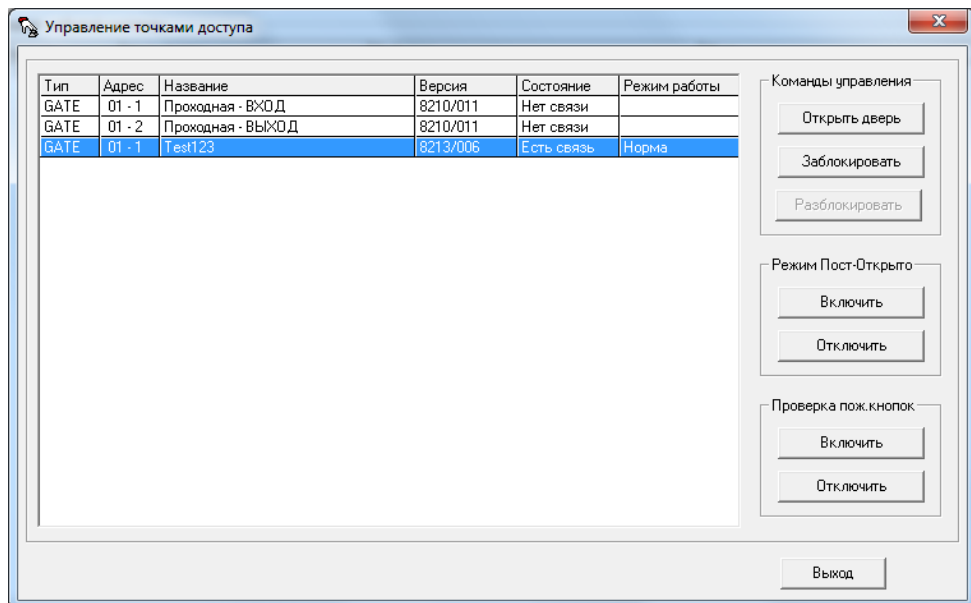 Управление точками доступа
Тип Адрес Название Версия Состояние Режим работы
GATE 01 - 1 Проходная - ВХОД 8210/011 Нет связи
GATE 01 - 2 Проходная - ВЫХОД 8210/011 Нет связи
GATE 01 - 1 Test123 8213/006 Есть связь Норма
Команды управления
Открыть дверь
Заблокировать
Разблокировать
Режим Пост-Открыто
Включить
Отключить
Проверка пож.кнопок
Включить
Отключить
Выход